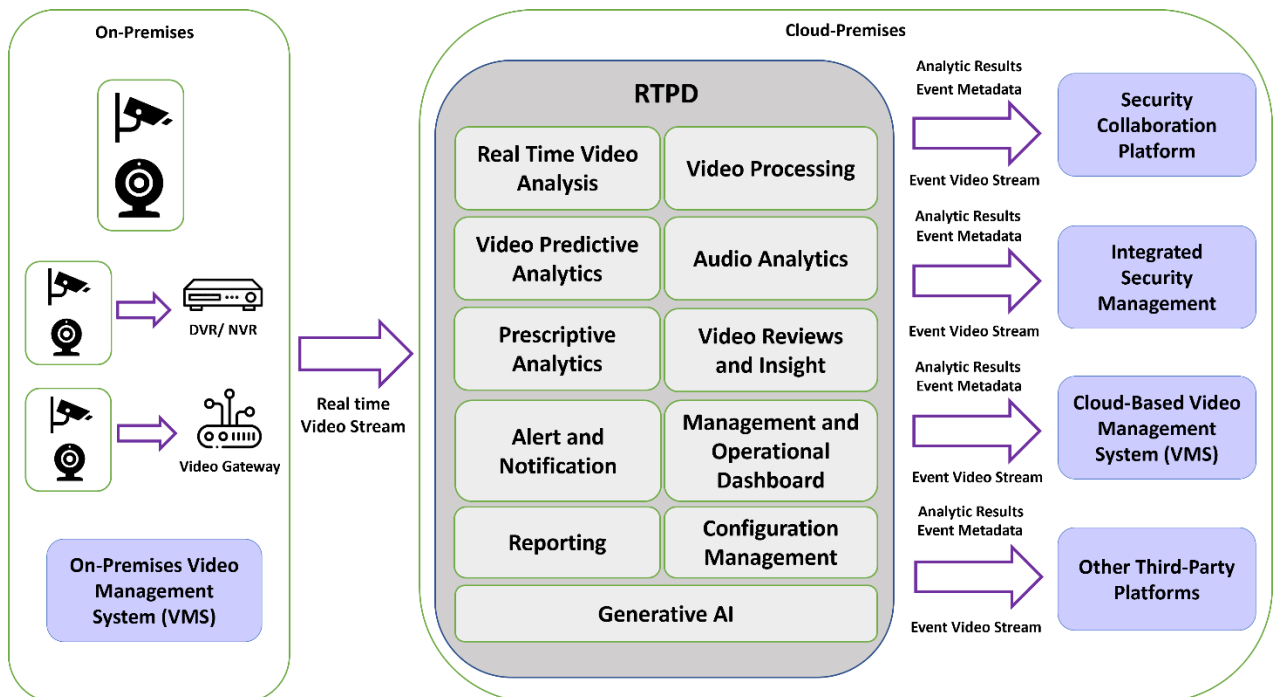 On-Premises
DVR/ NVR
Video Gateway
On-Premises Video
Management
System (VMS)
Real time
Video Stream
Cloud-Premises
RTPD
Real Time Video
Analysis
Video Processing
Video Predictive
Analytics
Audio Analytics
Prescriptive
Analytics
Video Reviews
and Insight
Alert and
Notification
Management and
Operational
Dashboard
Reporting
Configuration
Management
Generative AI
Analytic Results
Event Metadata
Event Video Stream
Security
Collaboration
Platform
Analytic Results
Event Metadata
Event Video Stream
Integrated
Security
Management
Analytic Results
Event Metadata
Event Video Stream
Cloud-Based Video
Management
System (VMS)
Analytic Results
Event Metadata
Event Video Stream
Other Third-Party
Platforms